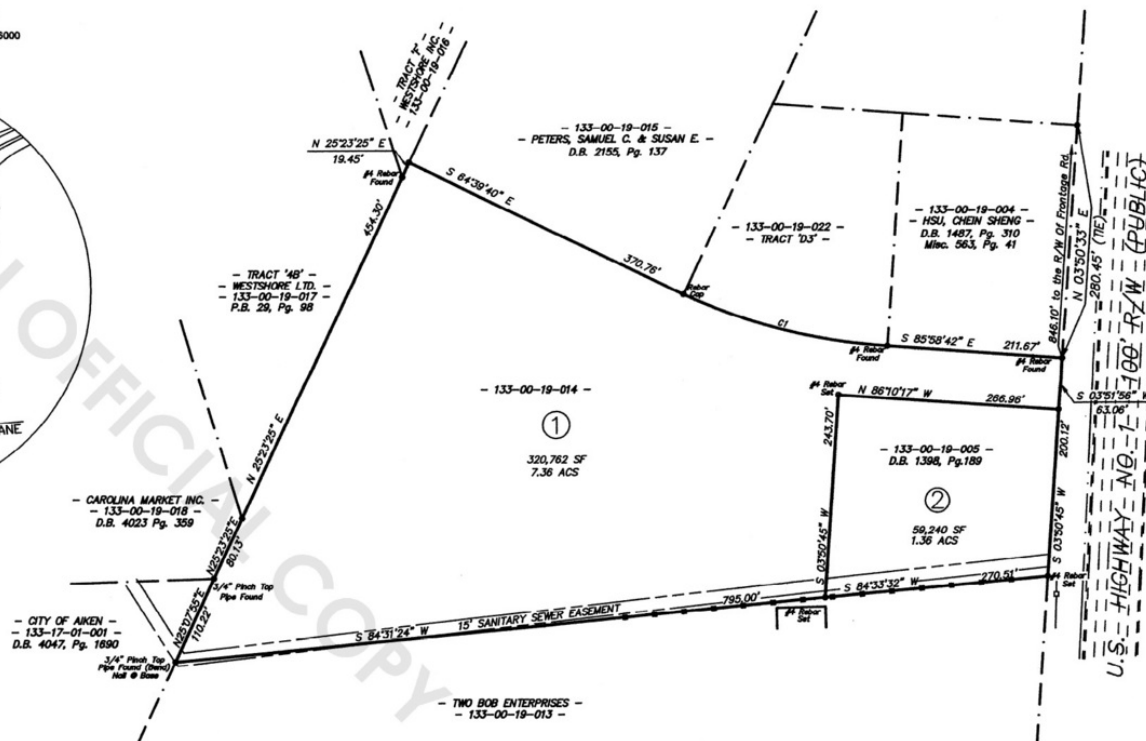 6000
- TRACT 'F' -
- WESTSHORE INC. -
- 133-00-19-016 -
- 133-00-19-015 -
- PETERS, SAMUEL C. & SUSAN E. -
D.B. 2155, Pg. 137
N 25°23'25" E
19.45'
#4 Rebar
Found
S 64°39'40" E
370.76'
454.30'
- 133-00-19-022 -
- TRACT 'D3' -
- 133-00-19-004 -
- HSU, CHEIN SHENG -
D.B. 1487, Pg. 310
Misc. 563, Pg. 41
846.10' to the R/W Of Frontage Rd.
N 03°50'33" E
280.45' (TIE)
U.S. HIGHWAY NO. 1 - 100' R/W (PUBLIC)
- TRACT '4B' -
- WESTSHORE LTD. -
- 133-00-19-017 -
P.B. 29, Pg. 98
Rebar
Cap
C1
#4 Rebar
Found
S 85°58'42" E
211.67'
#4 Rebar
Found
S 03°51'56" W
63.06'
- 133-00-19-014 -
1
320,762 SF
7.36 ACS
#4 Rebar
Set
N 86°10'17" W
266.96'
243.70'
S 03°50'45" W
- 133-00-19-005 -
D.B. 1398, Pg.189
2
59,240 SF
1.36 ACS
200.12'
S 03°50'45" W
ANE
N 25°23'25" E
- CAROLINA MARKET INC. -
- 133-00-19-018 -
D.B. 4023 Pg. 359
N25°23'25"E
80.13'
3/4" Pinch Top
Pipe Found
- CITY OF AIKEN -
- 133-17-01-001 -
D.B. 4047, Pg. 1690
N25°07'55"E
110.22'
3/4" Pinch Top
Pipe Found (Bend)
Nail @ Base
S 84°31'24" W
15' SANITARY SEWER EASEMENT
795.00'
#4 Rebar
Set
S 84°33'32" W
270.51'
#4 Rebar
Set
- TWO BOB ENTERPRISES -
- 133-00-19-013 -
OFFICIAL COPY